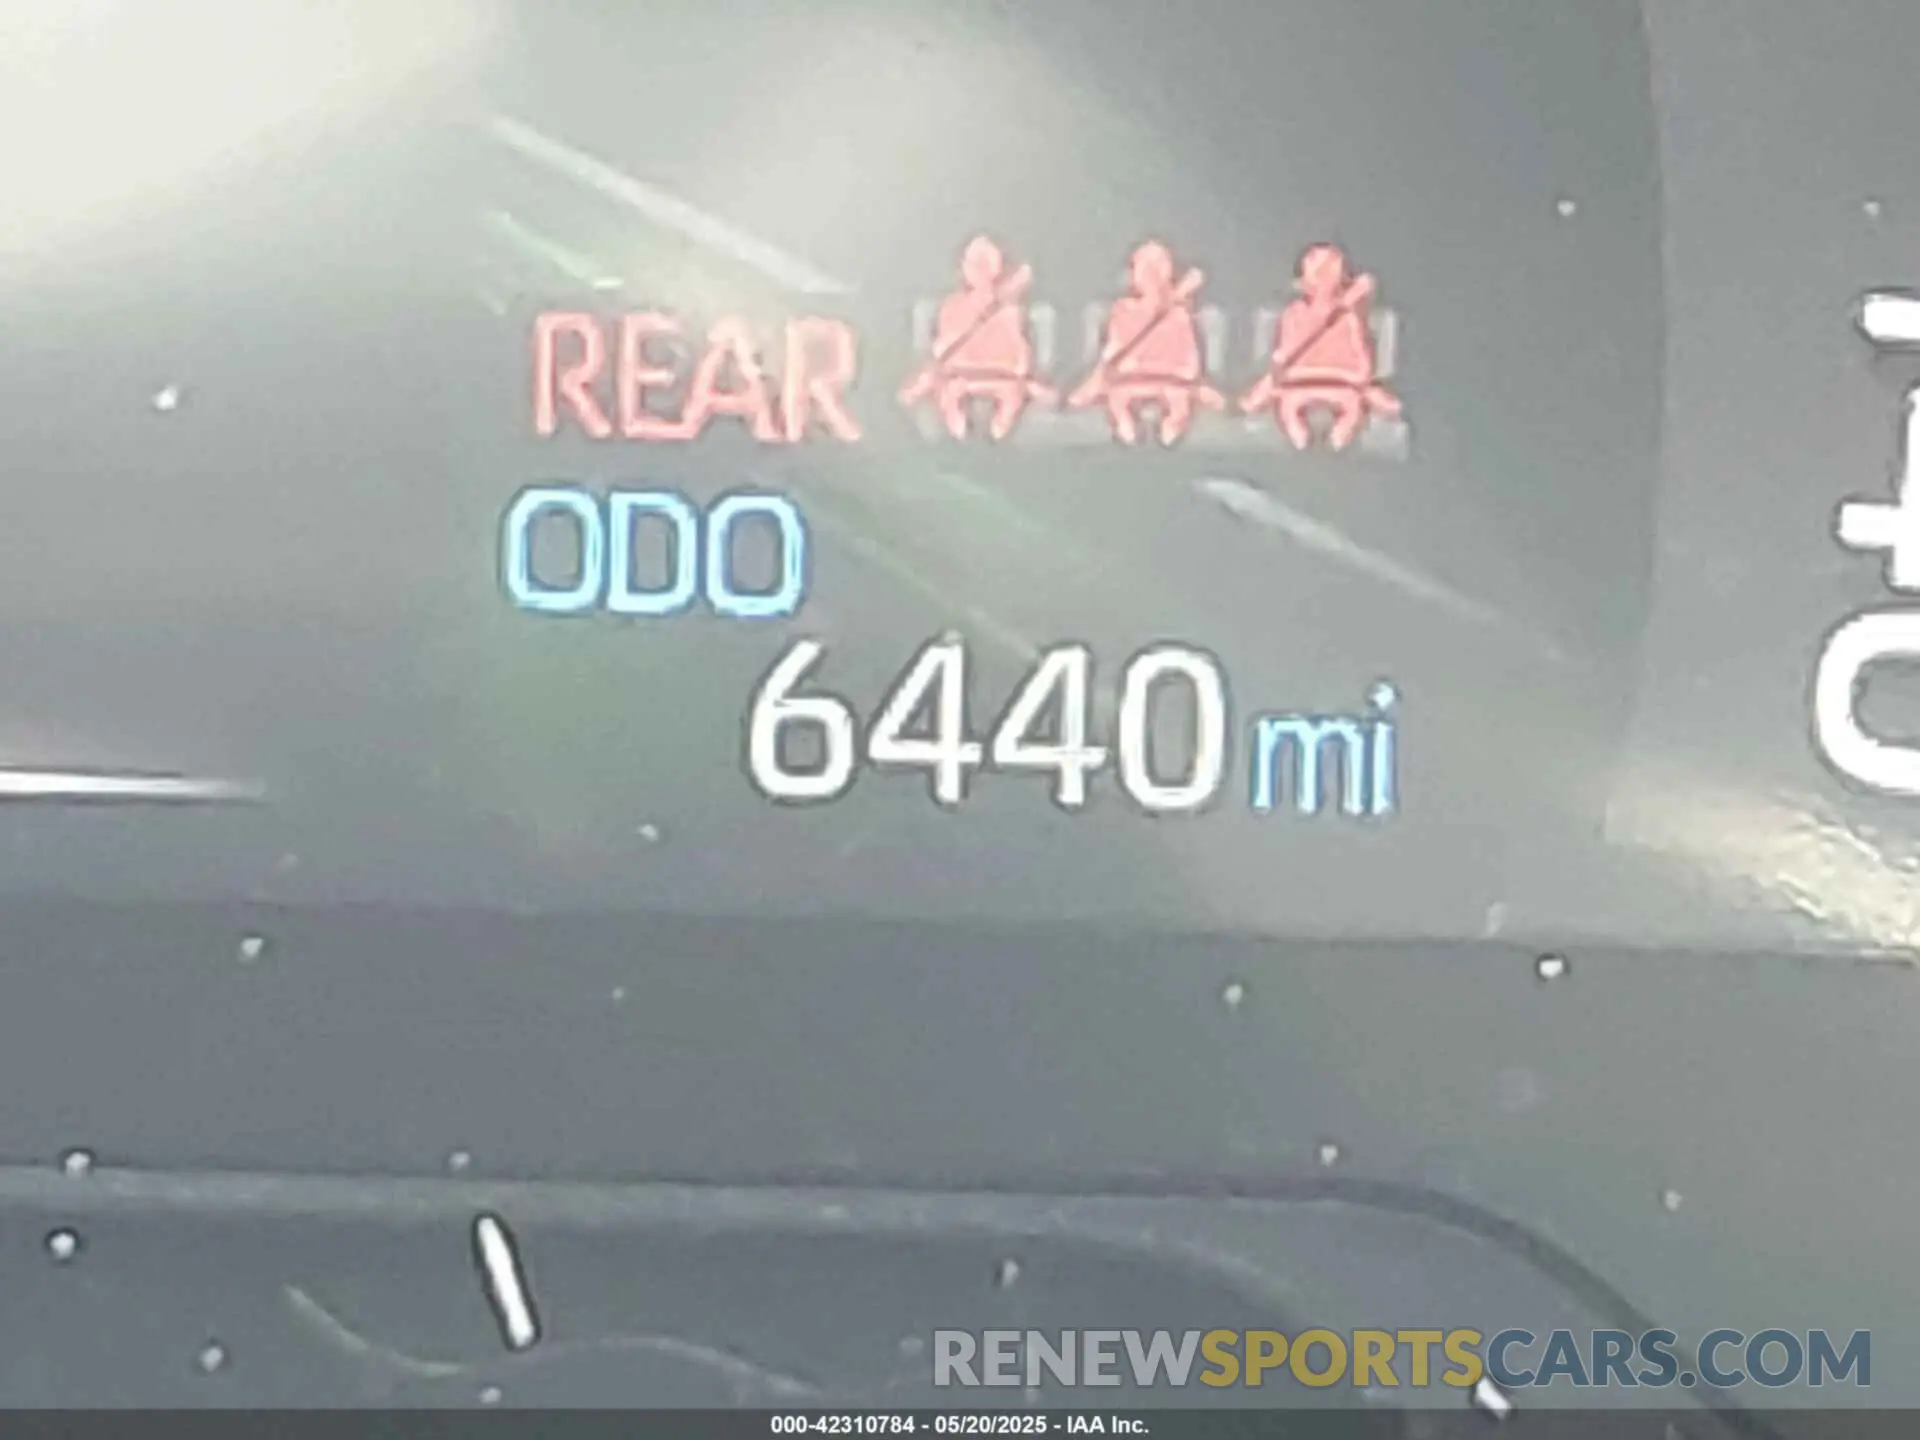 REAR
ODO
6440 mi
RENEWSPORTSCARS.COM
000-42310784 - 05/20/2025 - IAA Inc.